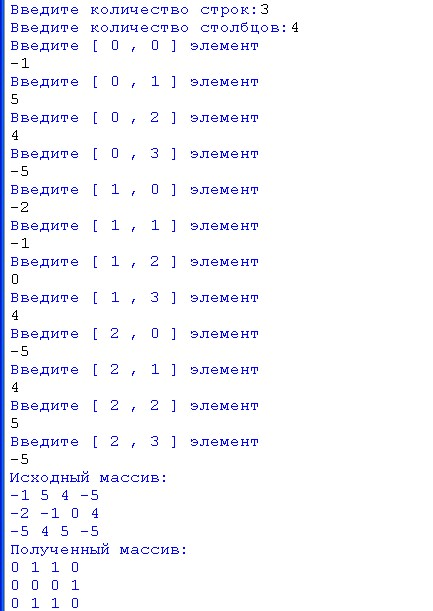 Введите количество строк:3
Введите количество столбцов:4
Введите [ 0 , 0 ] элемент
-1
Введите [ 0 , 1 ] элемент
5
Введите [ 0 , 2 ] элемент
4
Введите [ 0 , 3 ] элемент
-5
Введите [ 1 , 0 ] элемент
-2
Введите [ 1 , 1 ] элемент
-1
Введите [ 1 , 2 ] элемент
0
Введите [ 1 , 3 ] элемент
4
Введите [ 2 , 0 ] элемент
-5
Введите [ 2 , 1 ] элемент
4
Введите [ 2 , 2 ] элемент
5
Введите [ 2 , 3 ] элемент
-5
Исходный массив:
-1 5 4 -5
-2 -1 0 4
-5 4 5 -5
Полученный массив:
0 1 1 0
0 0 0 1
0 1 1 0